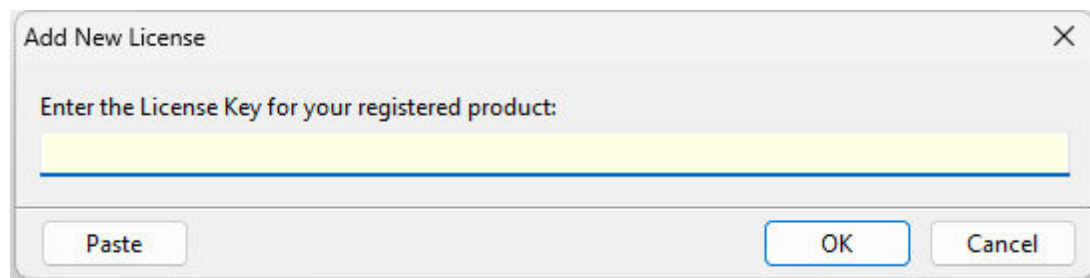 Add New License
Enter the License Key for your registered product:
Paste
OK
Cancel